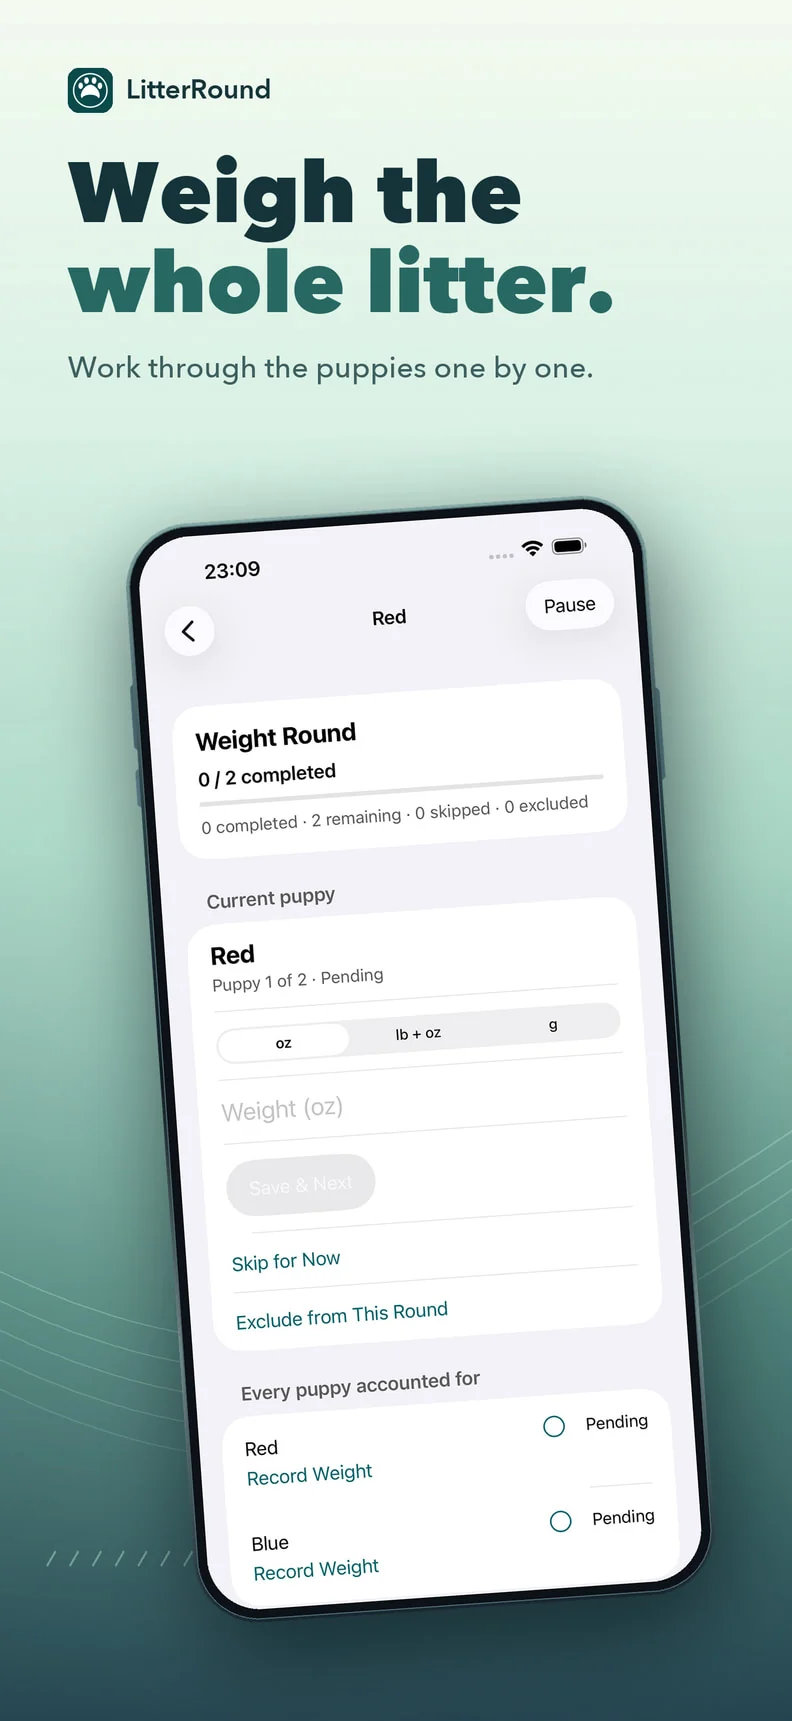 LitterRound
Weigh the
whole litter.
Work through the puppies one by one.
23:09
Red
Pause
Weight Round
0 / 2 completed
0 completed · 2 remaining · 0 skipped · 0 excluded
Current puppy
Red
Puppy 1 of 2 · Pending
oz
lb + oz
g
Weight (oz)
Save & Next
Skip for Now
Exclude from This Round
Every puppy accounted for
Red
Pending
Record Weight
Blue
Pending
Record Weight